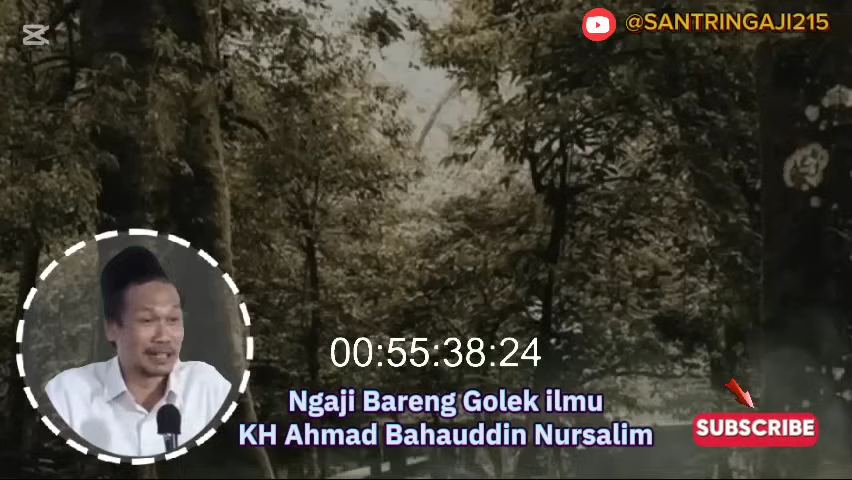 @SANTRINGAJI215
00:55:38:24
Ngaji Bareng Golek ilmu
KH Ahmad Bahauddin Nursalim
SUBSCRIBE